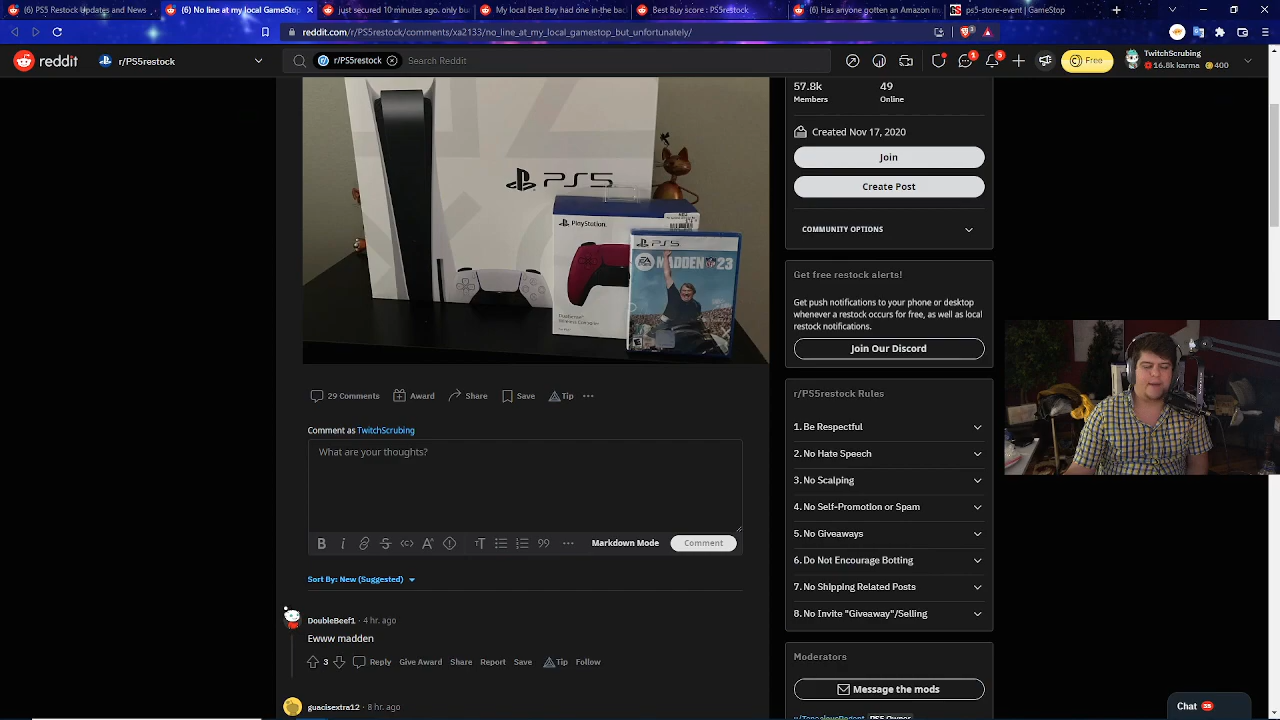 (6) PS5 Restock Updates and News
(6) No line at my local GameStop
just secured 10 minutes ago. only bu
My local Best Buy had one in the bac
Best Buy score : PS5restock
(6) Has anyone gotten an Amazon in
ps5-store-event | GameStop
reddit.com/r/PS5restock/comments/xa2133/no_line_at_my_local_gamestop_but_unfortunately/
reddit
r/PS5restock
r/PS5restock
Search Reddit
1
5
Free
TwitchScrubing
16.8k karma
400
57.8k
49
Members
Online
Created Nov 17, 2020
Join
Create Post
COMMUNITY OPTIONS
Get free restock alerts!
Get push notifications to your phone or desktop
whenever a restock occurs for free, as well as local
restock notifications.
Join Our Discord
r/PS5restock Rules
1. Be Respectful
2. No Hate Speech
3. No Scalping
4. No Self-Promotion or Spam
5. No Giveaways
6. Do Not Encourage Botting
7. No Shipping Related Posts
8. No Invite "Giveaway"/Selling
Moderators
Message the mods
PS5 Owner
Chat
PS5
PlayStation
PS5
EA
MADDEN 23
29 Comments
Award
Share
Save
Tip
Comment as TwitchScrubing
What are your thoughts?
Markdown Mode
Comment
Sort By: New (Suggested)
DoubleBeef1 · 4 hr. ago
Ewww madden
3
Reply
Give Award
Share
Report
Save
Tip
Follow
guacisextra12 · 8 hr. ago